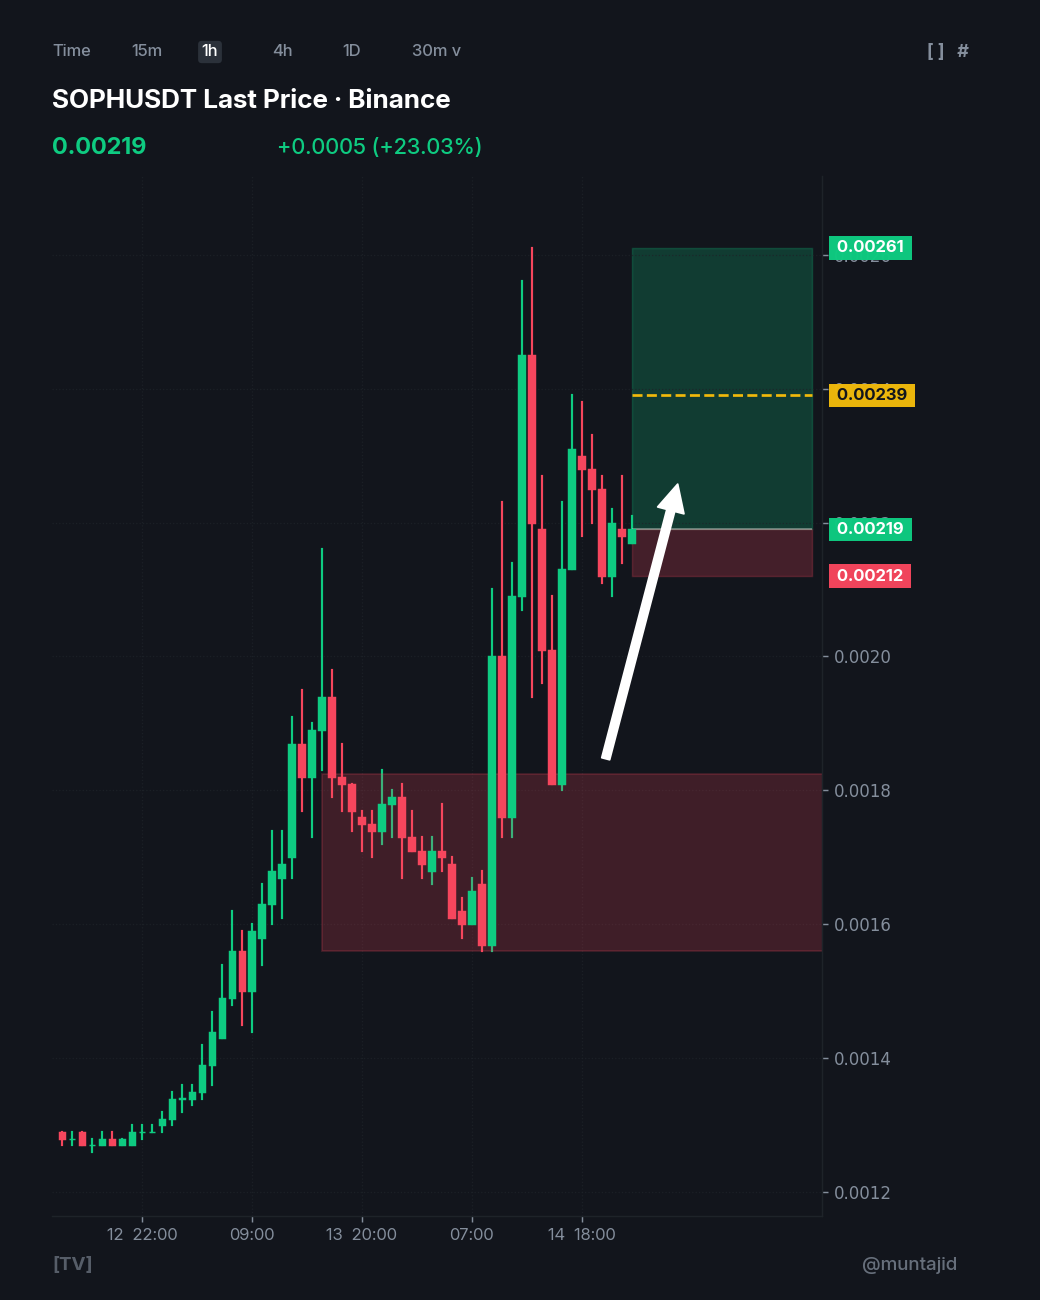 Time 15m 1h 4h 1D 30m v [ ] #
SOPHUSDT Last Price · Binance
0.00219 +0.0005 (+23.03%)
0.00261
0.00239
0.00219
0.00212
0.0020
0.0018
0.0016
0.0014
0.0012
12 22:00 09:00 13 20:00 07:00 14 18:00
[TV] @muntajid